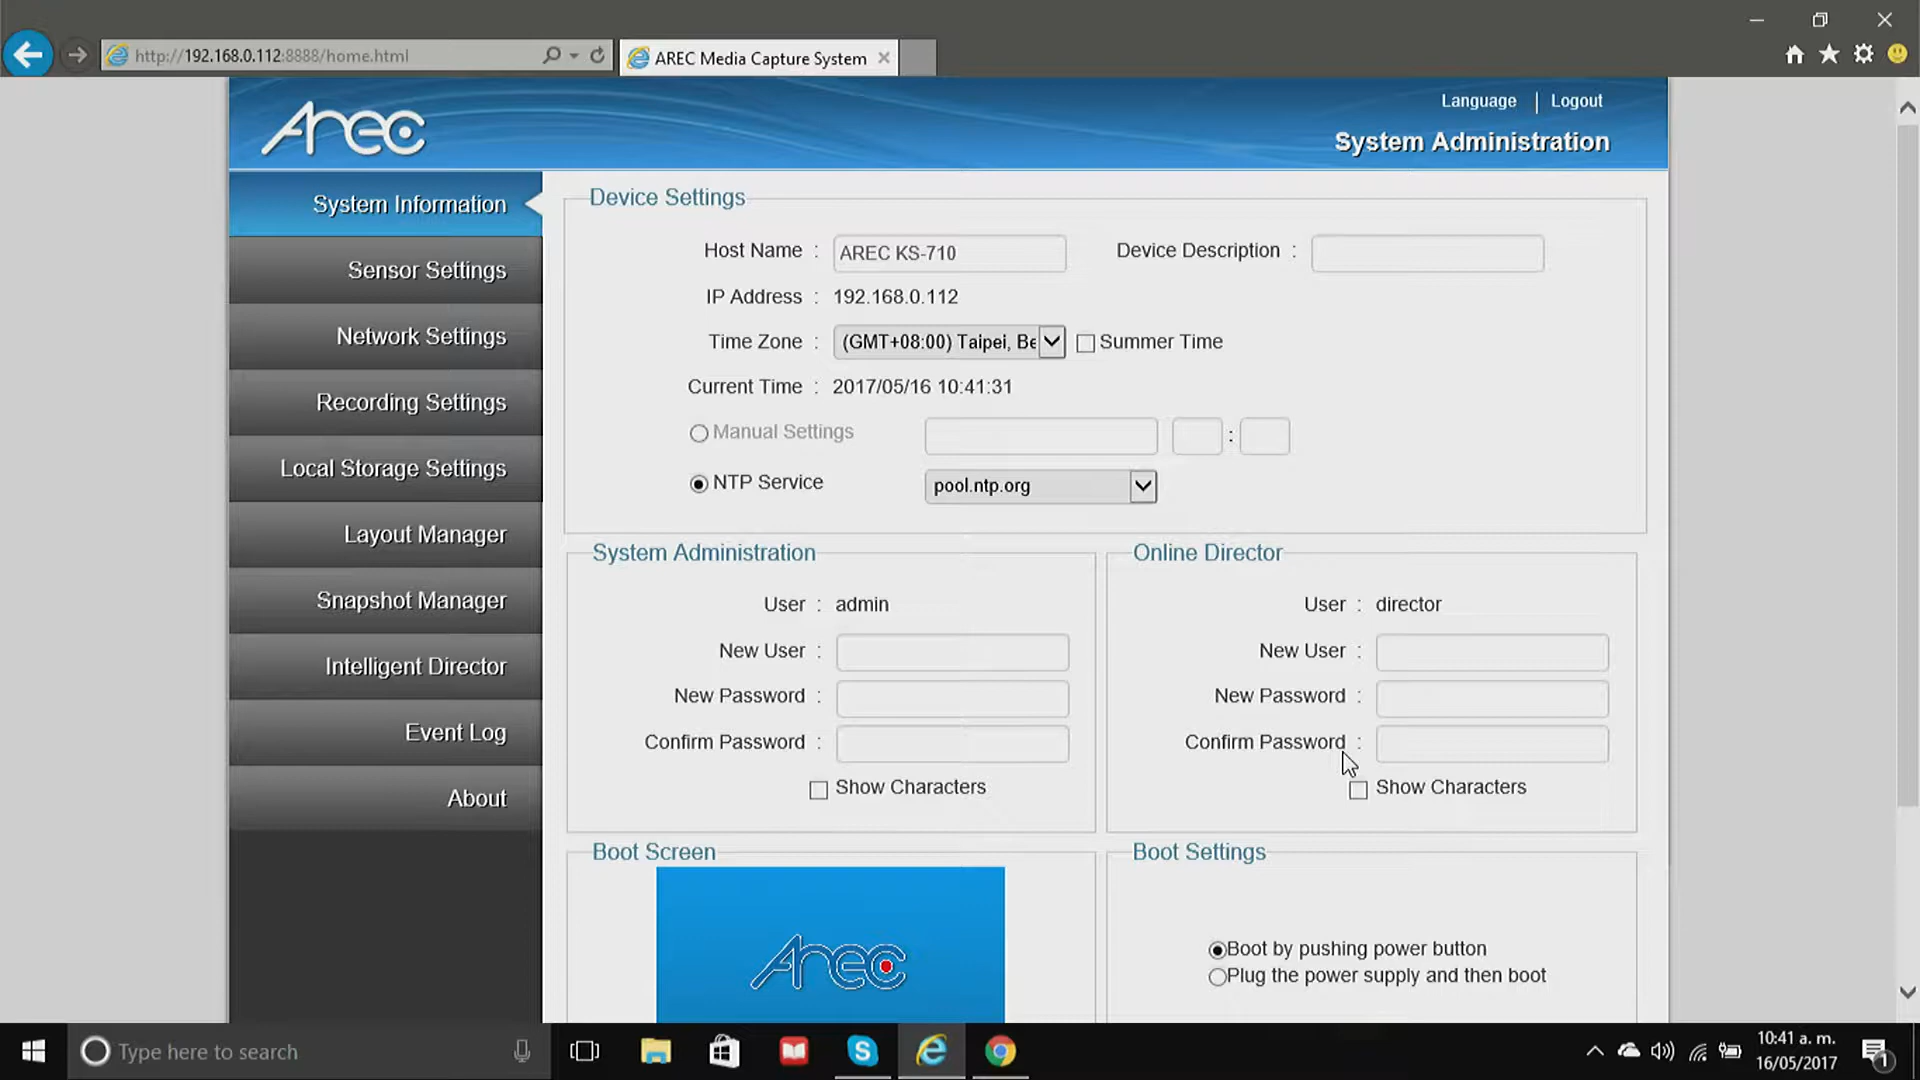 http://192.168.0.112:8888/home.html
AREC Media Capture System
Arec
Language | Logout
System Administration
System Information
Sensor Settings
Network Settings
Recording Settings
Local Storage Settings
Layout Manager
Snapshot Manager
Intelligent Director
Event Log
About
Device Settings
Host Name : AREC KS-710
Device Description :
IP Address : 192.168.0.112
Time Zone : (GMT+08:00) Taipei, Be
Summer Time
Current Time : 2017/05/16 10:41:31
Manual Settings :
NTP Service pool.ntp.org
System Administration
User : admin
New User :
New Password :
Confirm Password :
Show Characters
Online Director
User : director
New User :
New Password :
Confirm Password :
Show Characters
Boot Screen
Arec
Boot Settings
Boot by pushing power button
Plug the power supply and then boot
Type here to search
10:41 a. m.
16/05/2017
1